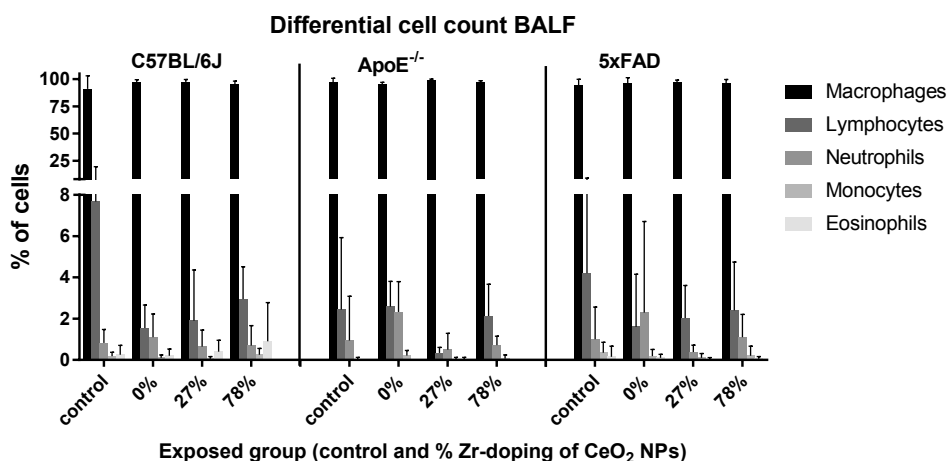 Differential cell count BALF
C57BL/6J
ApoE-/-
5xFAD
% of cells
100
75
50
25
8
6
4
2
0
control
0%
27%
78%
control
0%
27%
78%
control
0%
27%
78%
Exposed group (control and % Zr-doping of CeO2 NPs)
Macrophages
Lymphocytes
Neutrophils
Monocytes
Eosinophils